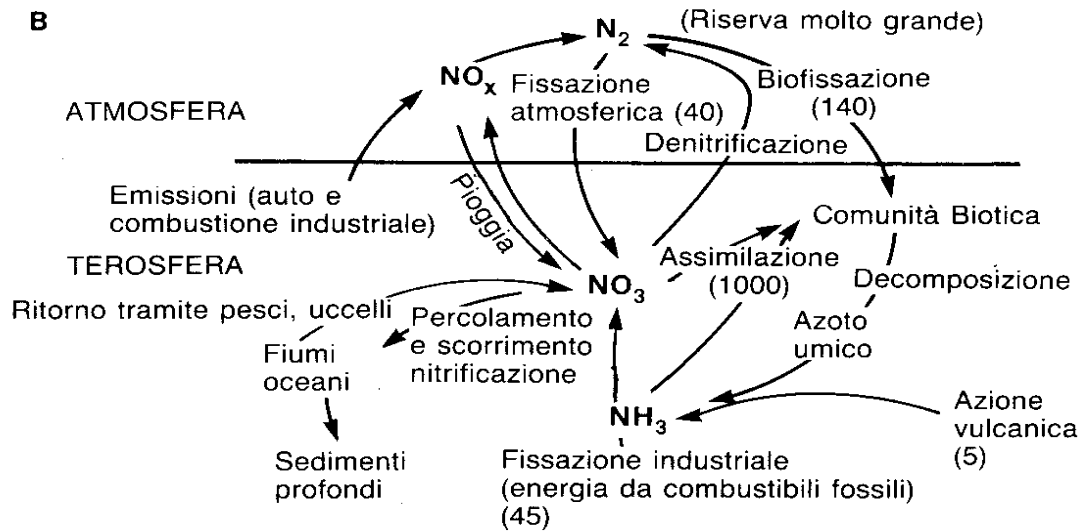 B
N2
(Riserva molto grande)
NOx
Fissazione
atmosferica (40)
Biofissazione
(140)
ATMOSFERA
Denitrificazione
Emissioni (auto e
combustione industriale)
Pioggia
Comunità Biotica
TEROSFERA
NO3
Assimilazione
(1000)
Decomposizione
Ritorno tramite pesci, uccelli
Percolamento
e scorrimento
nitrificazione
Azoto
umico
Fiumi
oceani
NH3
Azione
vulcanica
(5)
Sedimenti
profondi
Fissazione industriale
(energia da combustibili fossili)
(45)